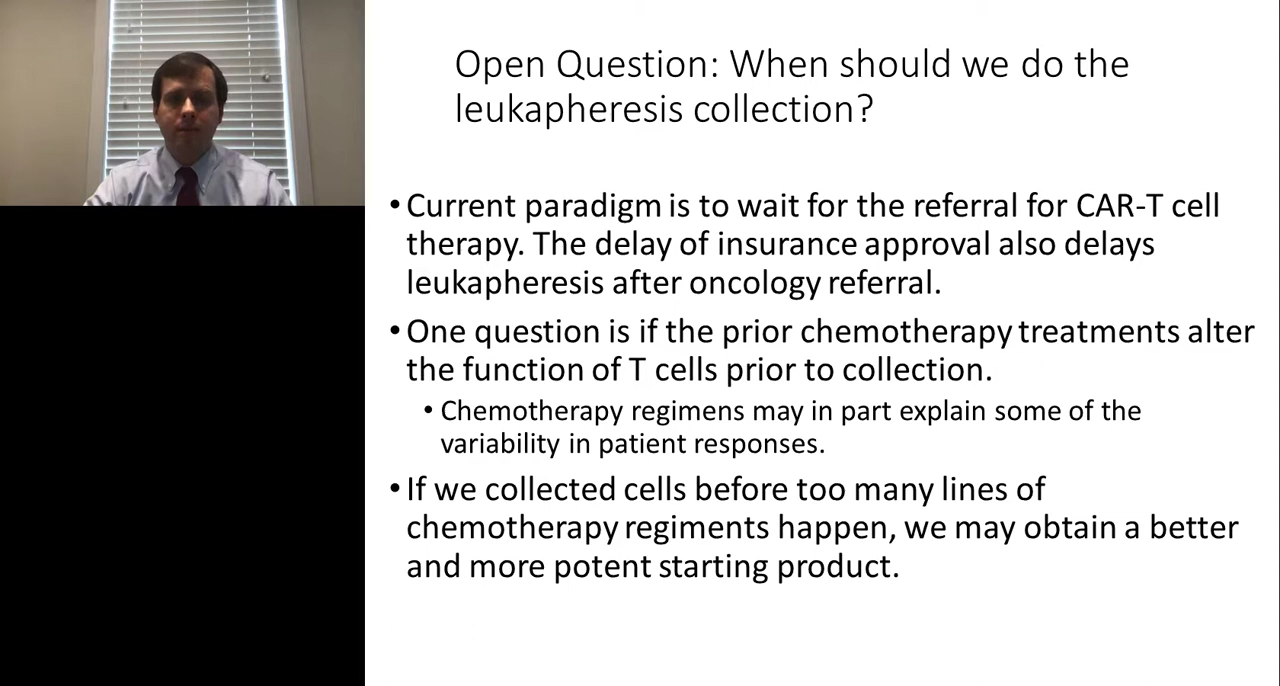 Open Question: When should we do the
leukapheresis collection?
• Current paradigm is to wait for the referral for CAR-T cell
therapy. The delay of insurance approval also delays
leukapheresis after oncology referral.
• One question is if the prior chemotherapy treatments alter
the function of T cells prior to collection.
• Chemotherapy regimens may in part explain some of the
variability in patient responses.
• If we collected cells before too many lines of
chemotherapy regiments happen, we may obtain a better
and more potent starting product.